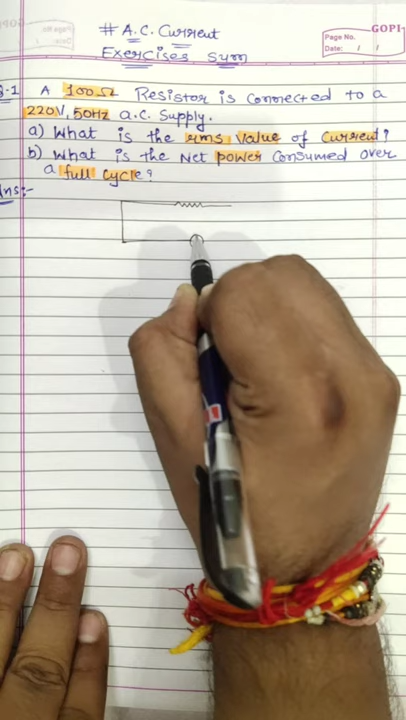 # A.C. Current
Exercises sum
GOPI
Page No.
Date: / /
Q-1 A 100Ω Resistor is connected to a
220V, 50Hz a.c. Supply.
a) What is the rms Value of Current?
b) What is the Net power Consumed over
a full Cycle?
Ans:-